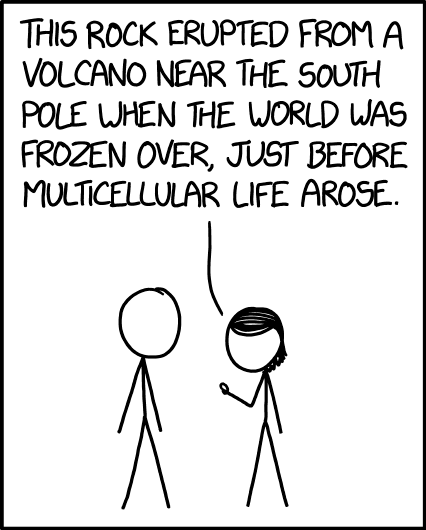 THIS ROCK ERUPTED FROM A
VOLCANO NEAR THE SOUTH
POLE WHEN THE WORLD WAS
FROZEN OVER, JUST BEFORE
MULTICELLULAR LIFE AROSE.